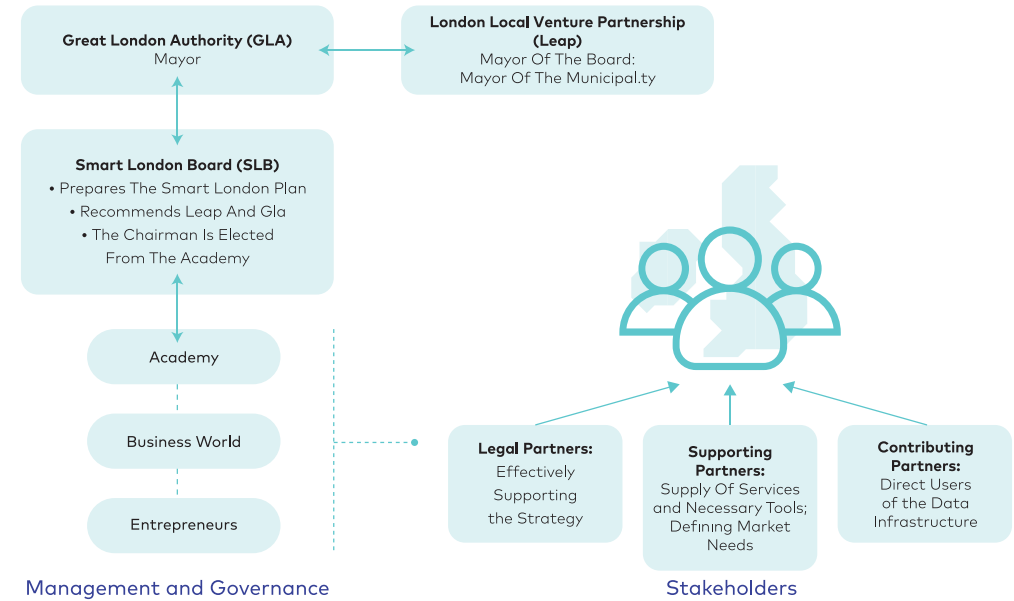 Great London Authority (GLA)
Mayor
London Local Venture Partnership
(Leap)
Mayor Of The Board:
Mayor Of The Municipal.ty
Smart London Board (SLB)
• Prepares The Smart London Plan
• Recommends Leap And Gla
• The Chairman Is Elected
From The Academy
Academy
Business World
Entrepreneurs
Management and Governance
Legal Partners:
Effectively
Supporting
the Strategy
Supporting
Partners:
Supply Of Services
and Necessary Tools;
Defining Market
Needs
Contributing
Partners:
Direct Users
of the Data
Infrastructure
Stakeholders